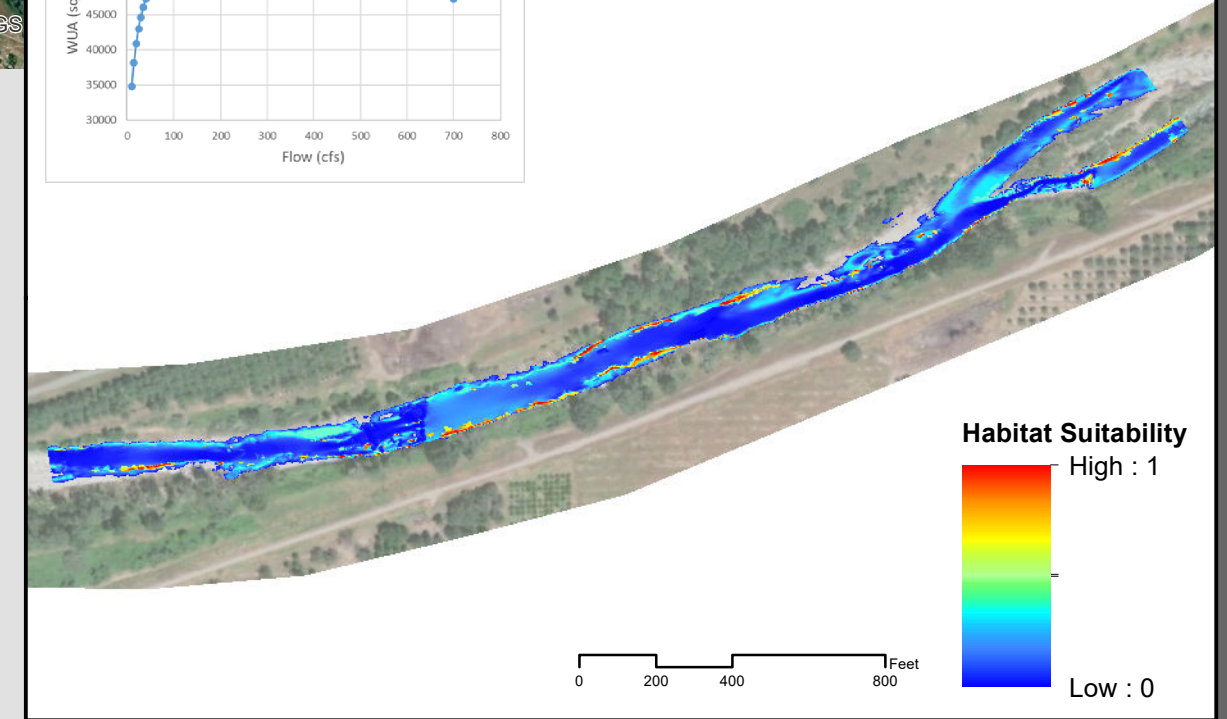 GS
WUA (sq
45000
40000
35000
30000
0 100 200 300 400 500 600 700 800
Flow (cfs)
Habitat Suitability
High : 1
Low : 0
Feet
0 200 400 800